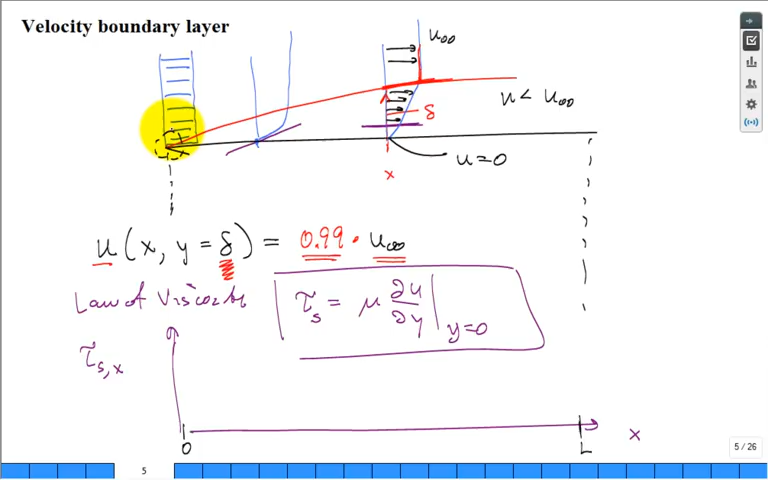 Velocity boundary layer
u∞
u < u∞
δ
u=0
x
u(x, y = δ) = 0.99 · u∞
Law of Viscosity
τs = μ ∂u/∂y | y=0
τs,x
0
L
x
5 / 26
5